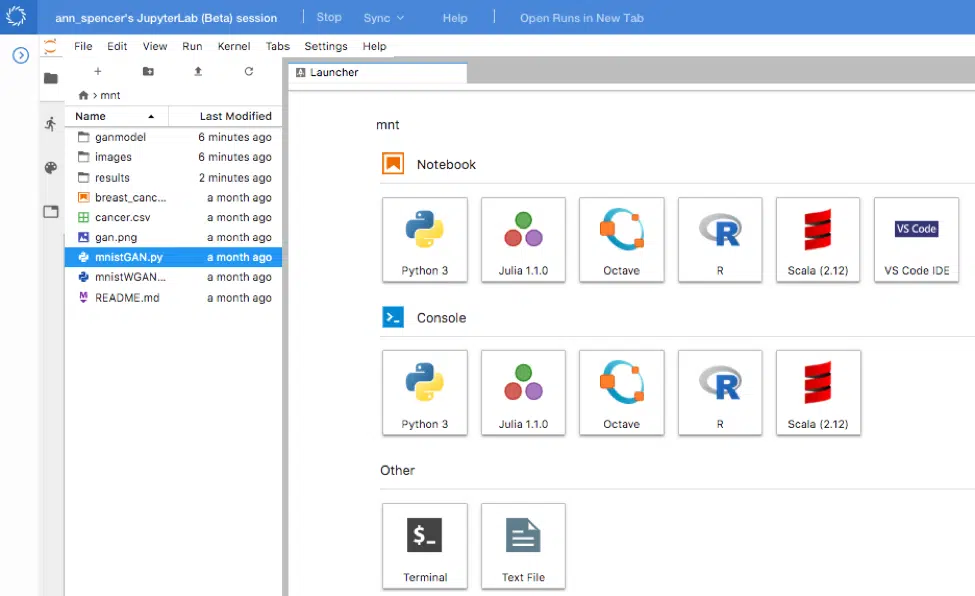 ann_spencer's JupyterLab (Beta) session Stop Sync Help Open Runs in New Tab
File Edit View Run Kernel Tabs Settings Help
Launcher
mnt
Name Last Modified
ganmodel 6 minutes ago
images 6 minutes ago
results 2 minutes ago
breast_canc... a month ago
cancer.csv a month ago
gan.png a month ago
mnistGAN.py a month ago
mnistWGAN... a month ago
README.md a month ago
mnt
Notebook
Python 3 Julia 1.1.0 Octave R Scala (2.12) VS Code VS Code IDE
Console
Python 3 Julia 1.1.0 Octave R Scala (2.12)
Other
$_
Terminal Text File